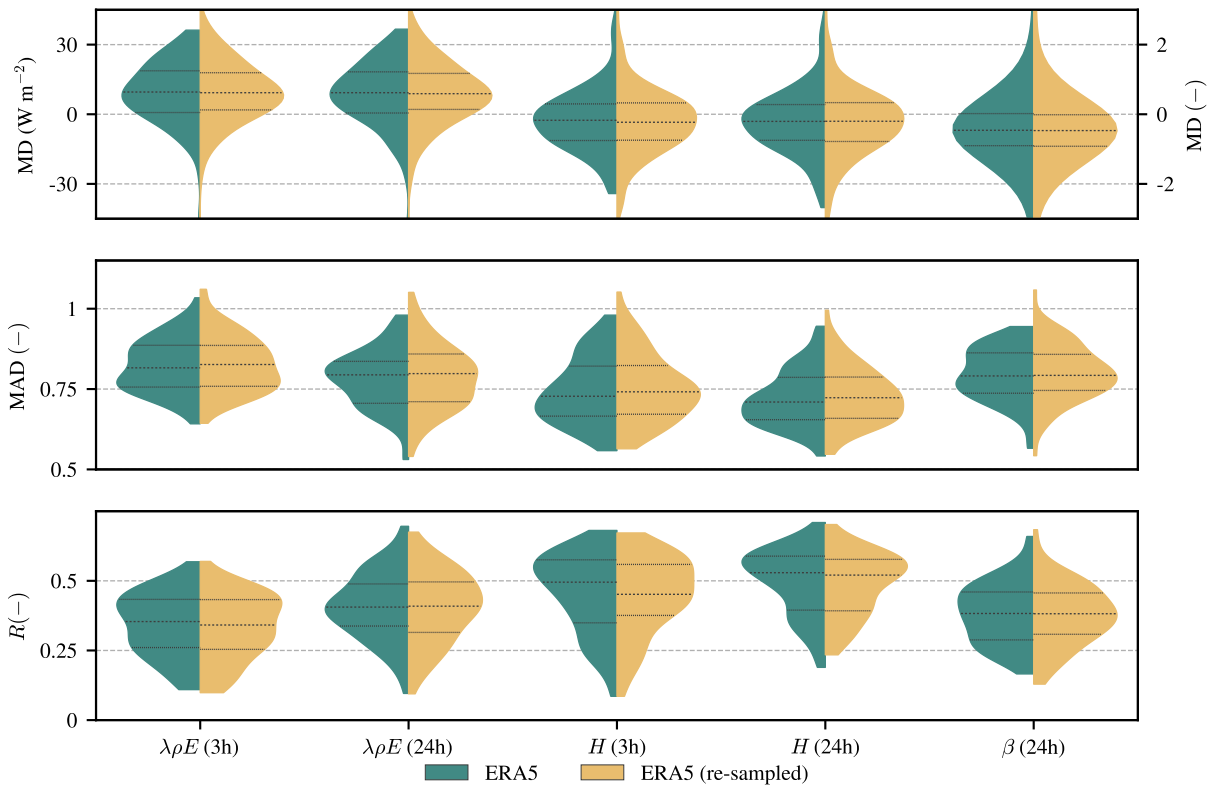 MD (W m⁻²)
30
0
-30
2
0
-2
MD (−)
MAD (−)
1
0.75
0.5
R(−)
0.5
0.25
0
λρE (3h)
λρE (24h)
H (3h)
H (24h)
β (24h)
ERA5
ERA5 (re-sampled)